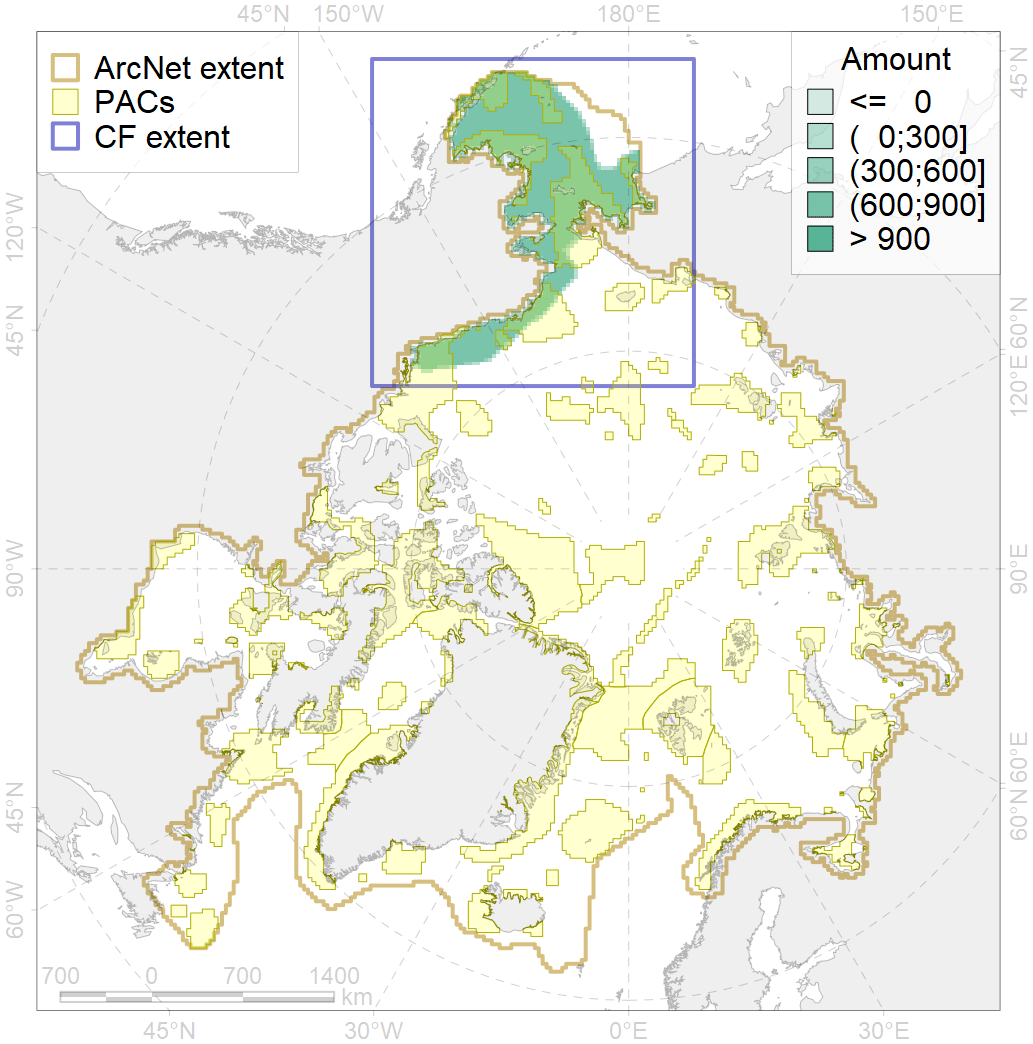 45°N 150°W 180°E 150°E
ArcNet extent
PACs
CF extent
Amount
<= 0
( 0;300]
(300;600]
(600;900]
> 900
120°W
45°N
90°W
45°N
60°W
45°N
60°N
120°E
90°E
60°E
60°N
700 0 700 1400
km
45°N 30°W 0°E 30°E